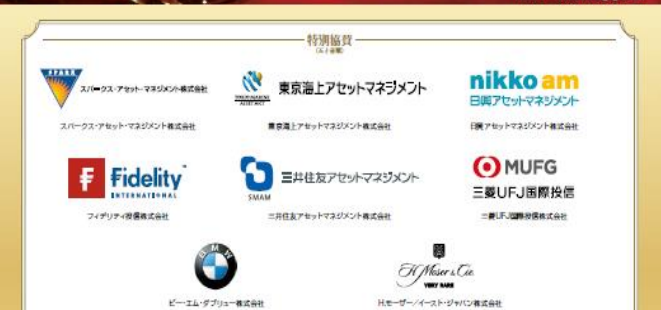 特別協賛
(五十音順)
SPARX
スパークス・アセット・マネジメント株式会社
スパークス・アセット・マネジメント株式会社
TOKIO MARINE
ASSET MGMT
東京海上アセットマネジメント
東京海上アセットマネジメント株式会社
nikko am
日興アセットマネジメント
日興アセットマネジメント株式会社
Fidelity
INTERNATIONAL
フィデリティ投信株式会社
SMAM
三井住友アセットマネジメント
三井住友アセットマネジメント株式会社
MUFG
三菱UFJ国際投信
三菱UFJ国際投信株式会社
BMW
ビー・エム・ダブリュー株式会社
H. Moser & Cie.
VERY RARE
H.モーザー/イースト・ジャパン株式会社